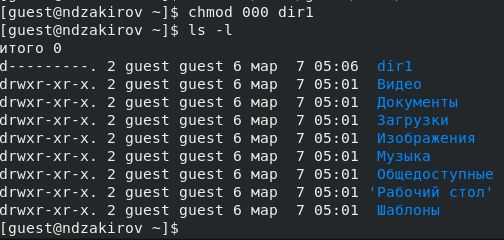 [guest@ndzakirov ~]$ chmod 000 dir1
[guest@ndzakirov ~]$ ls -l
итого 0
d---------. 2 guest guest 6 мар  7 05:06  dir1
drwxr-xr-x. 2 guest guest 6 мар  7 05:01  Видео
drwxr-xr-x. 2 guest guest 6 мар  7 05:01  Документы
drwxr-xr-x. 2 guest guest 6 мар  7 05:01  Загрузки
drwxr-xr-x. 2 guest guest 6 мар  7 05:01  Изображения
drwxr-xr-x. 2 guest guest 6 мар  7 05:01  Музыка
drwxr-xr-x. 2 guest guest 6 мар  7 05:01  Общедоступные
drwxr-xr-x. 2 guest guest 6 мар  7 05:01 'Рабочий стол'
drwxr-xr-x. 2 guest guest 6 мар  7 05:01  Шаблоны
[guest@ndzakirov ~]$